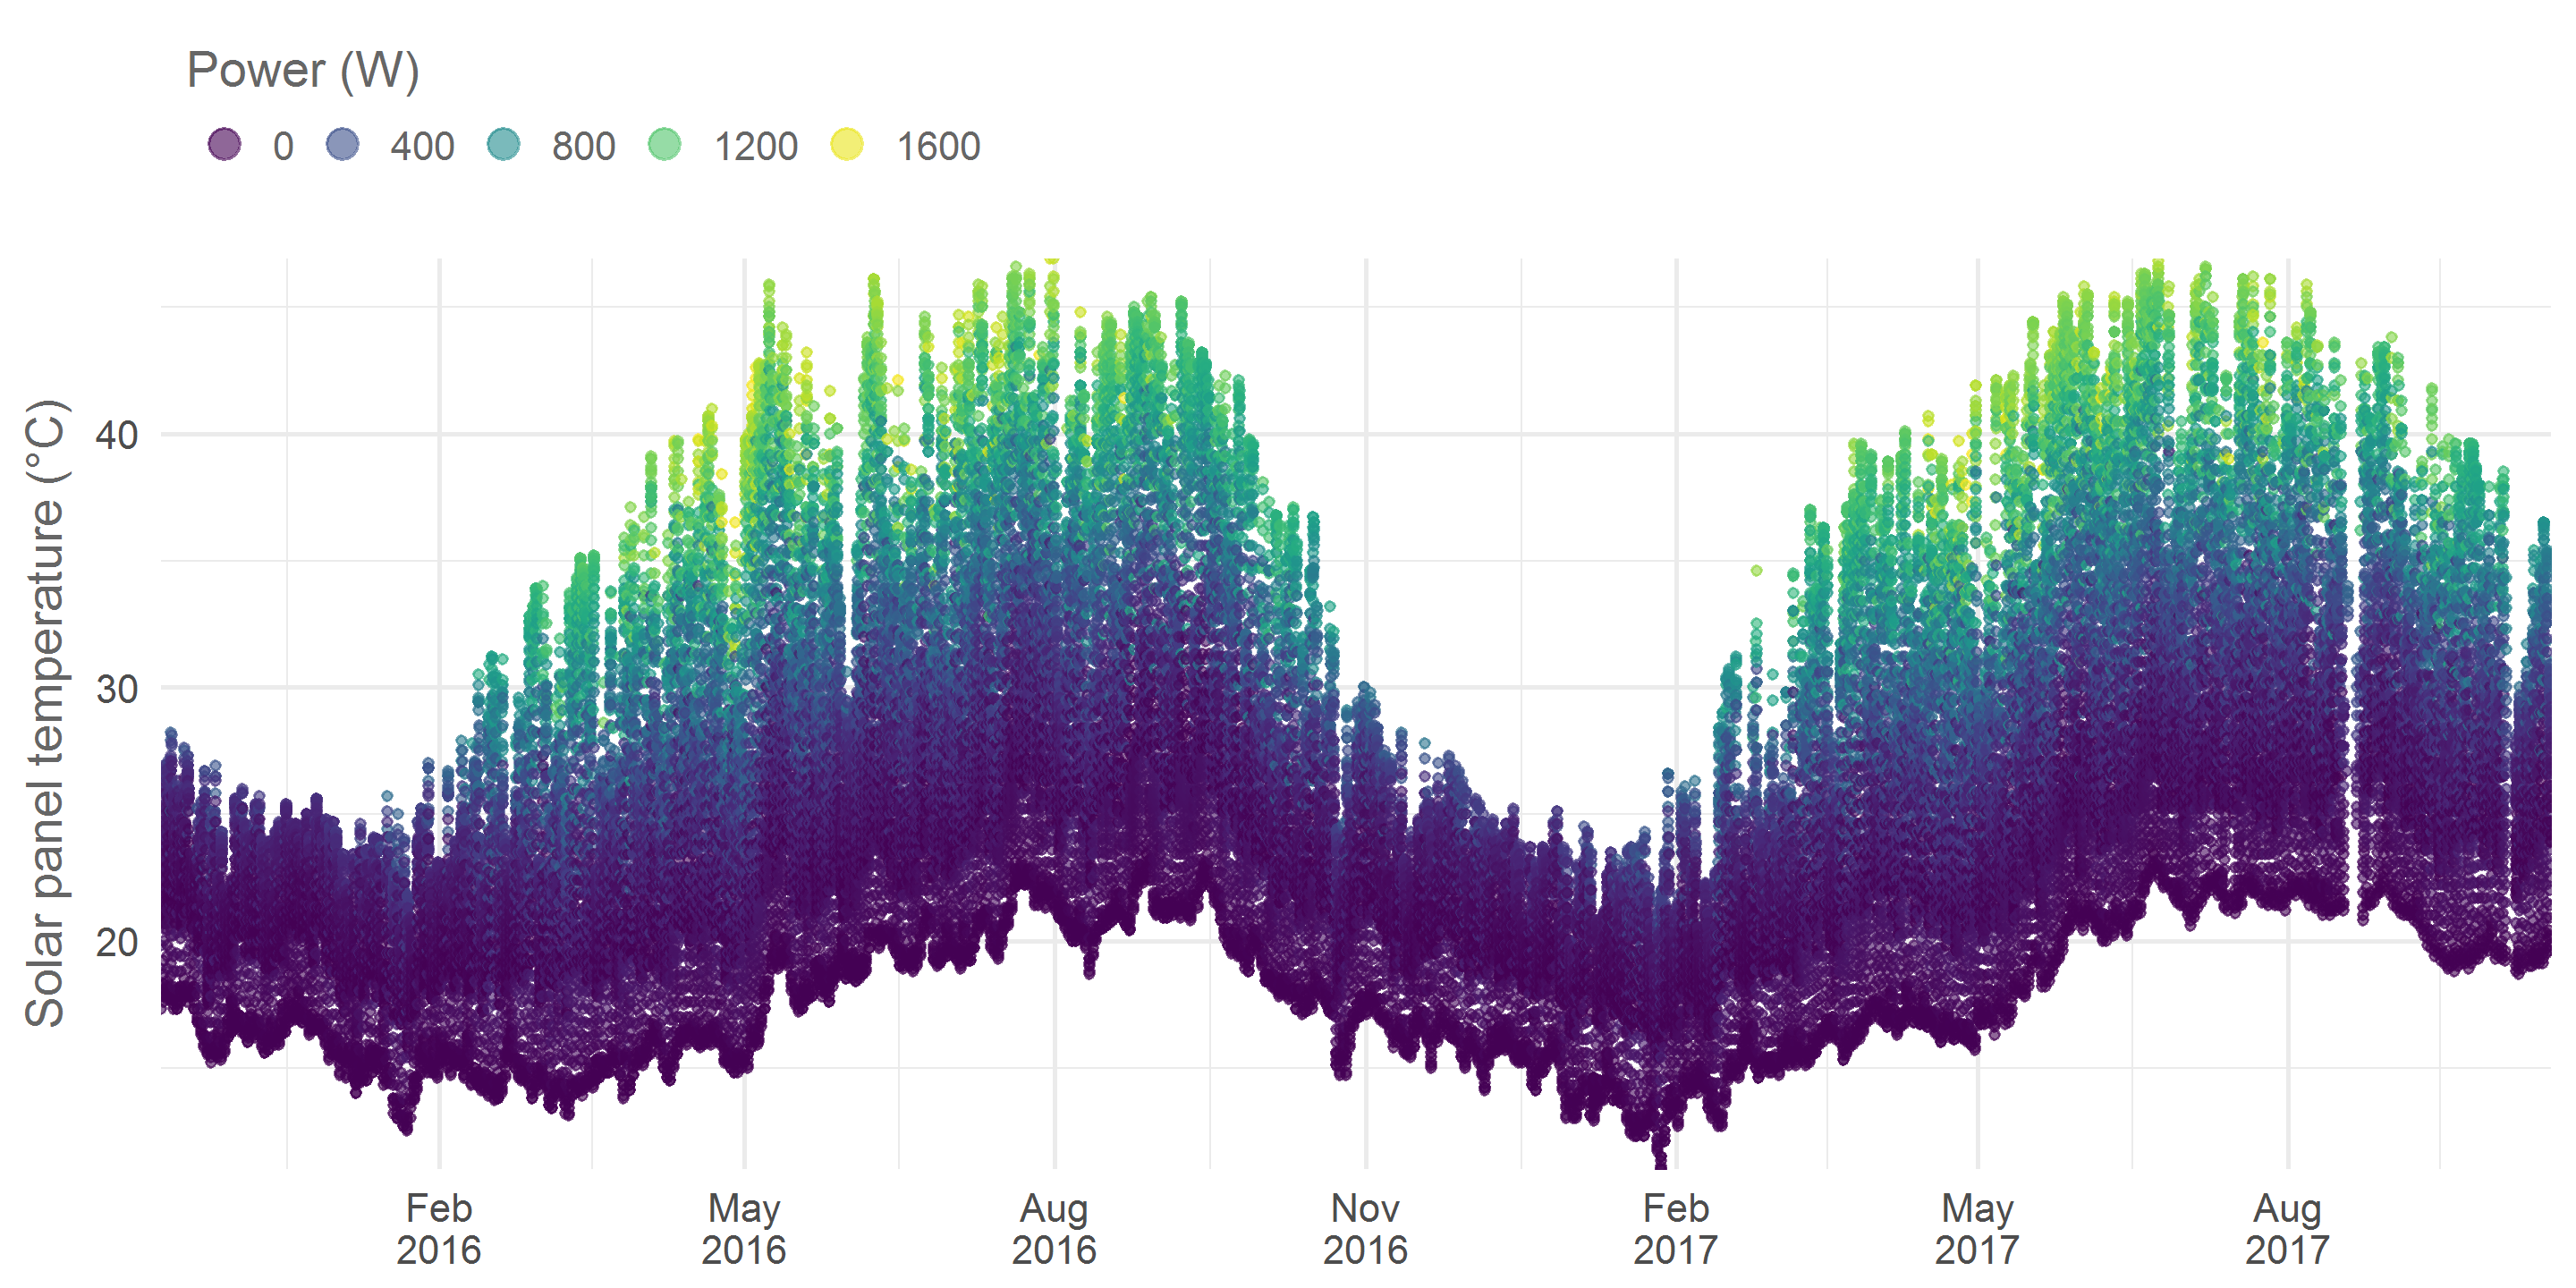 Power (W)
0 400 800 1200 1600
Solar panel temperature (°C)
40
30
20
Feb May Aug Nov Feb May Aug
2016 2016 2016 2016 2017 2017 2017